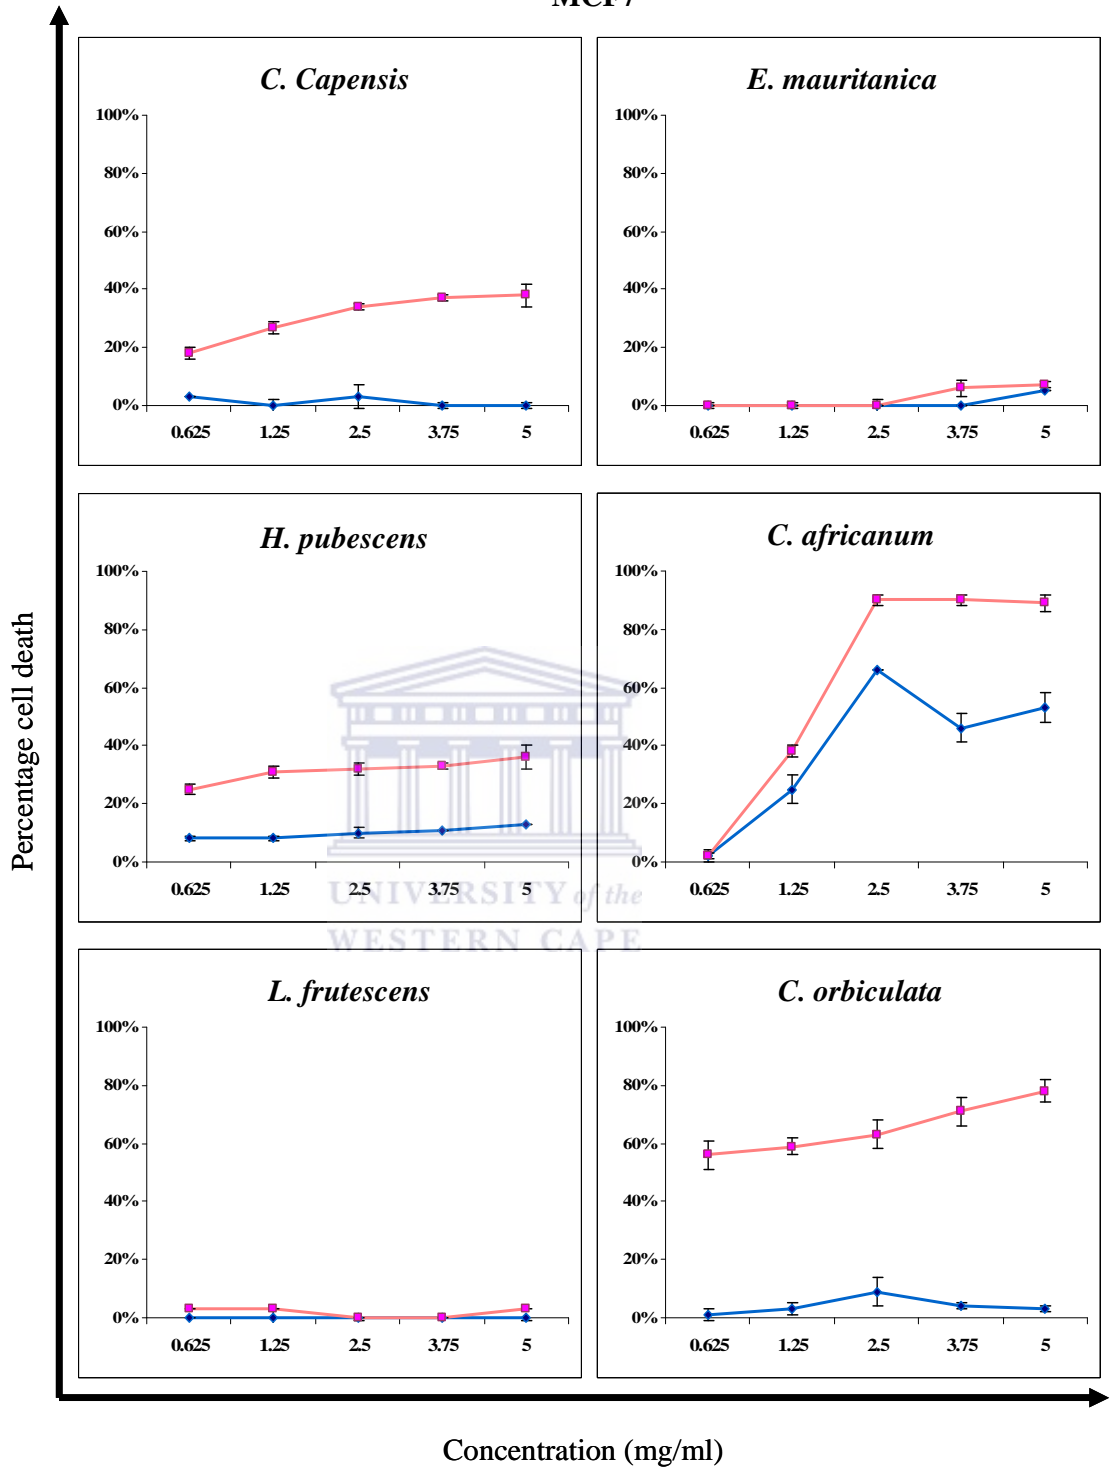 MCF7
C. Capensis
100%
80%
60%
40%
20%
0%
0.625 1.25 2.5 3.75 5
E. mauritanica
100%
80%
60%
40%
20%
0%
0.625 1.25 2.5 3.75 5
H. pubescens
100%
80%
60%
40%
20%
0%
0.625 1.25 2.5 3.75 5
C. africanum
100%
80%
60%
40%
20%
0%
0.625 1.25 2.5 3.75 5
UNIVERSITY of the
WESTERN CAPE
L. frutescens
100%
80%
60%
40%
20%
0%
0.625 1.25 2.5 3.75 5
C. orbiculata
100%
80%
60%
40%
20%
0%
0.625 1.25 2.5 3.75 5
Percentage cell death
Concentration (mg/ml)